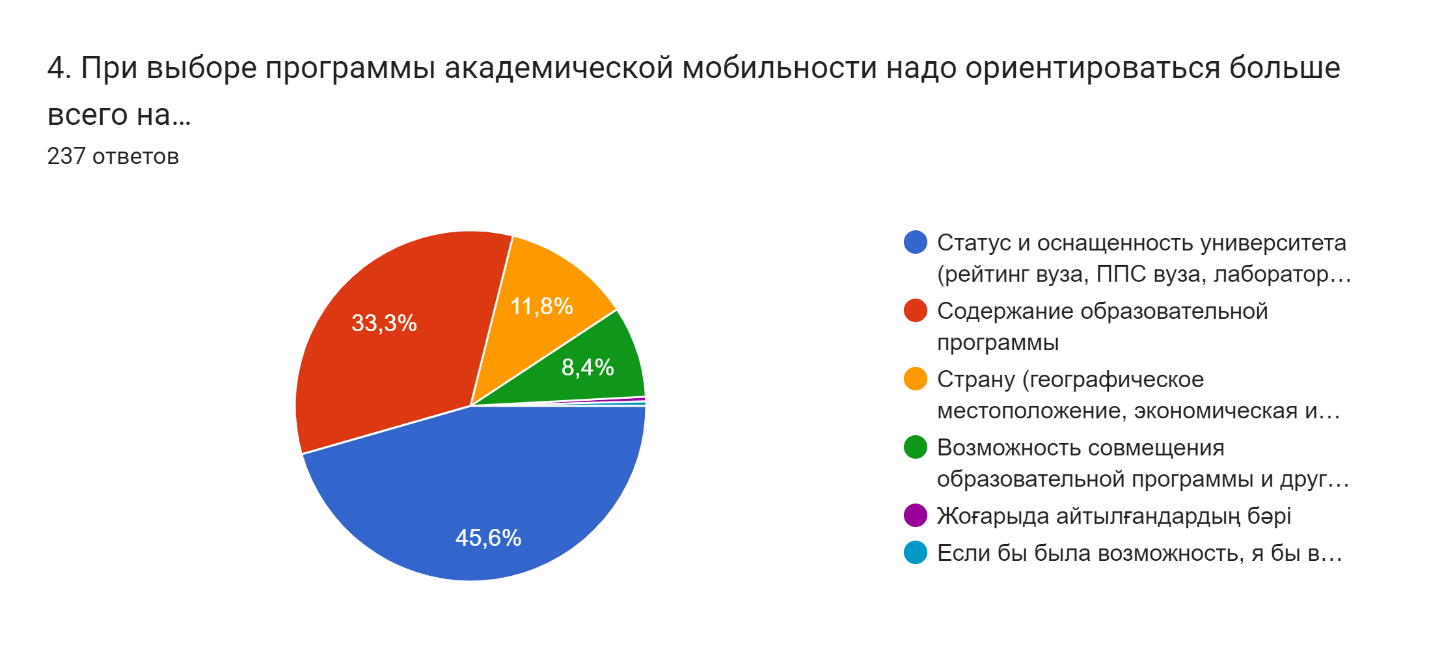 4. При выборе программы академической мобильности надо ориентироваться больше
всего на...
237 ответов
33,3%
11,8%
8,4%
45,6%
Статус и оснащенность университета
(рейтинг вуза, ППС вуза, лаборатор...
Содержание образовательной
программы
Страну (географическое
местоположение, экономическая и...
Возможность совмещения
образовательной программы и друг...
Жоғарыда айтылғандардың бәрі
Если бы была возможность, я бы в...